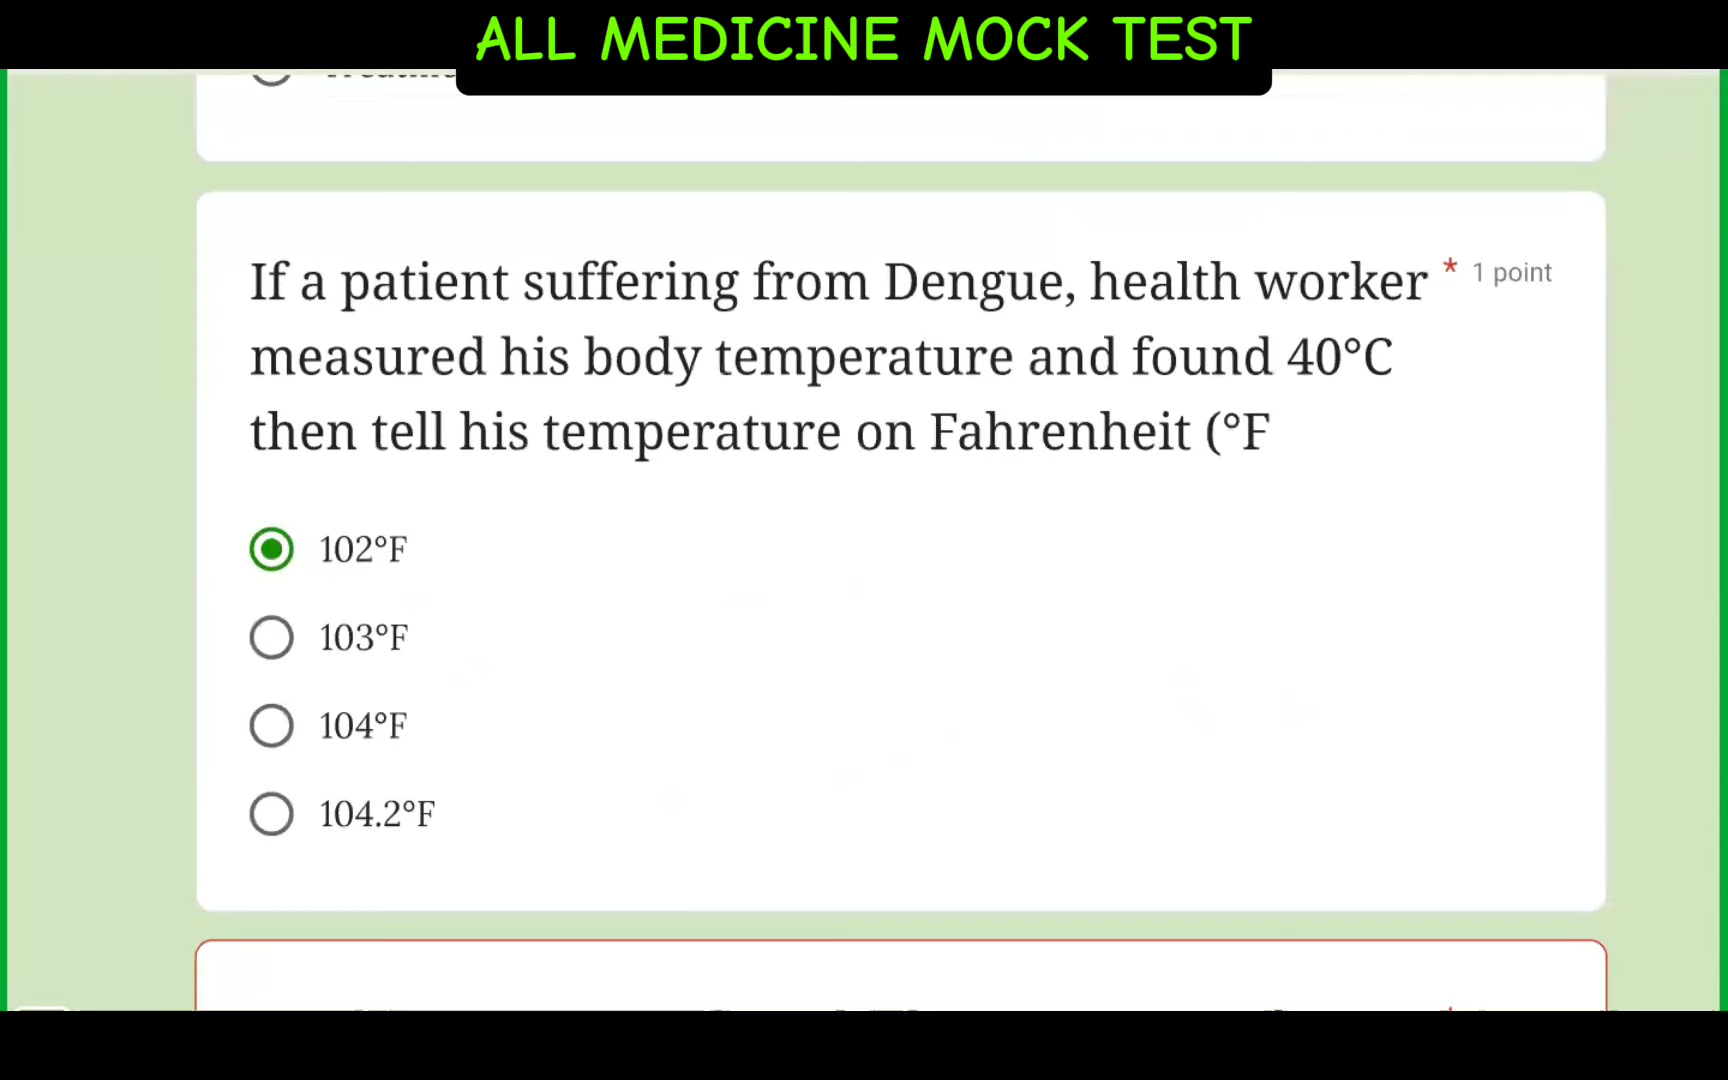 ALL MEDICINE MOCK TEST
If a patient suffering from Dengue, health worker * 1 point
measured his body temperature and found 40°C
then tell his temperature on Fahrenheit (°F
102°F
103°F
104°F
104.2°F